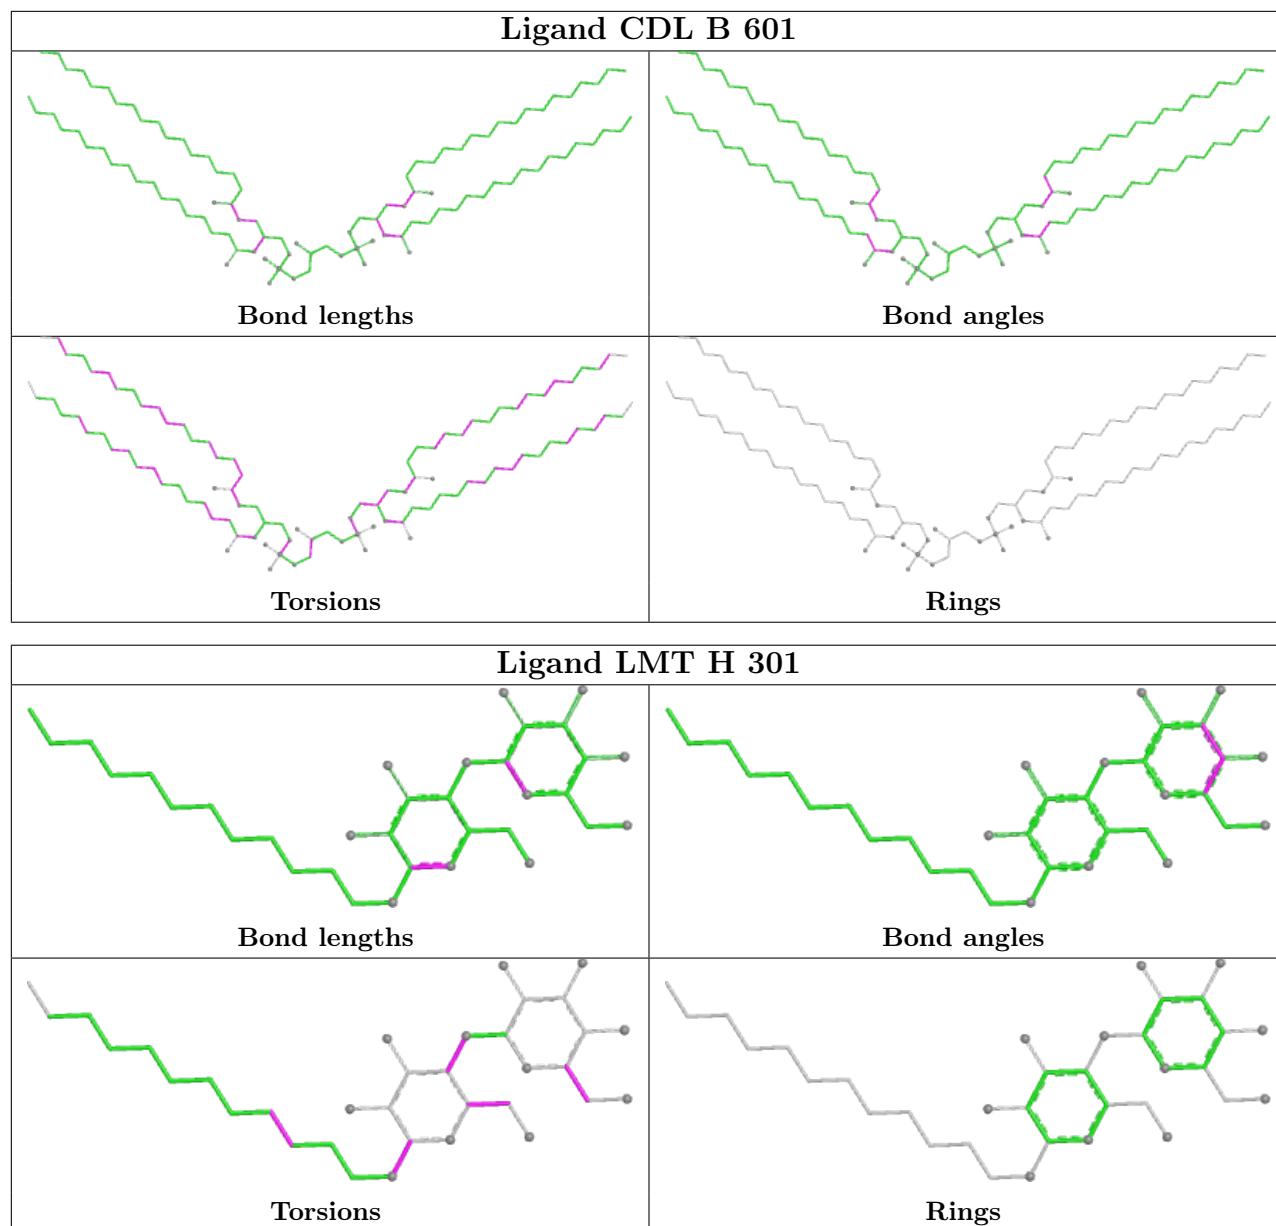 Ligand CDL B 601
Bond lengths
Bond angles
Torsions
Rings
Ligand LMT H 301
Bond lengths
Bond angles
Torsions
Rings